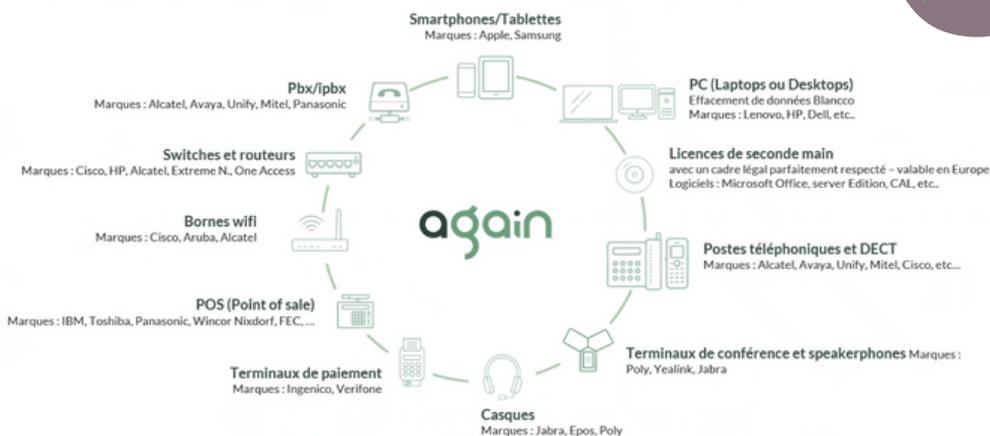 Smartphones/Tablettes
Marques : Apple, Samsung
PC (Laptops ou Desktops)
Effacement de données Blancco
Marques : Lenovo, HP, Dell, etc..
Licences de seconde main
avec un cadre légal parfaitement respecté – valable en Europe
Logiciels : Microsoft Office, server Edition, CAL, etc..
Postes téléphoniques et DECT
Marques : Alcatel, Avaya, Unify, Mitel, Cisco, etc...
Terminaux de conférence et speakerphones Marques :
Poly, Yealink, Jabra
Casques
Marques : Jabra, Epos, Poly
Terminaux de paiement
Marques : Ingenico, Verifone
POS (Point of sale)
Marques : IBM, Toshiba, Panasonic, Wincor Nixdorf, FEC, ...
Bornes wifi
Marques : Cisco, Aruba, Alcatel
Switches et routeurs
Marques : Cisco, HP, Alcatel, Extreme N., One Access
Pbx/ipbx
Marques : Alcatel, Avaya, Unify, Mitel, Panasonic
again